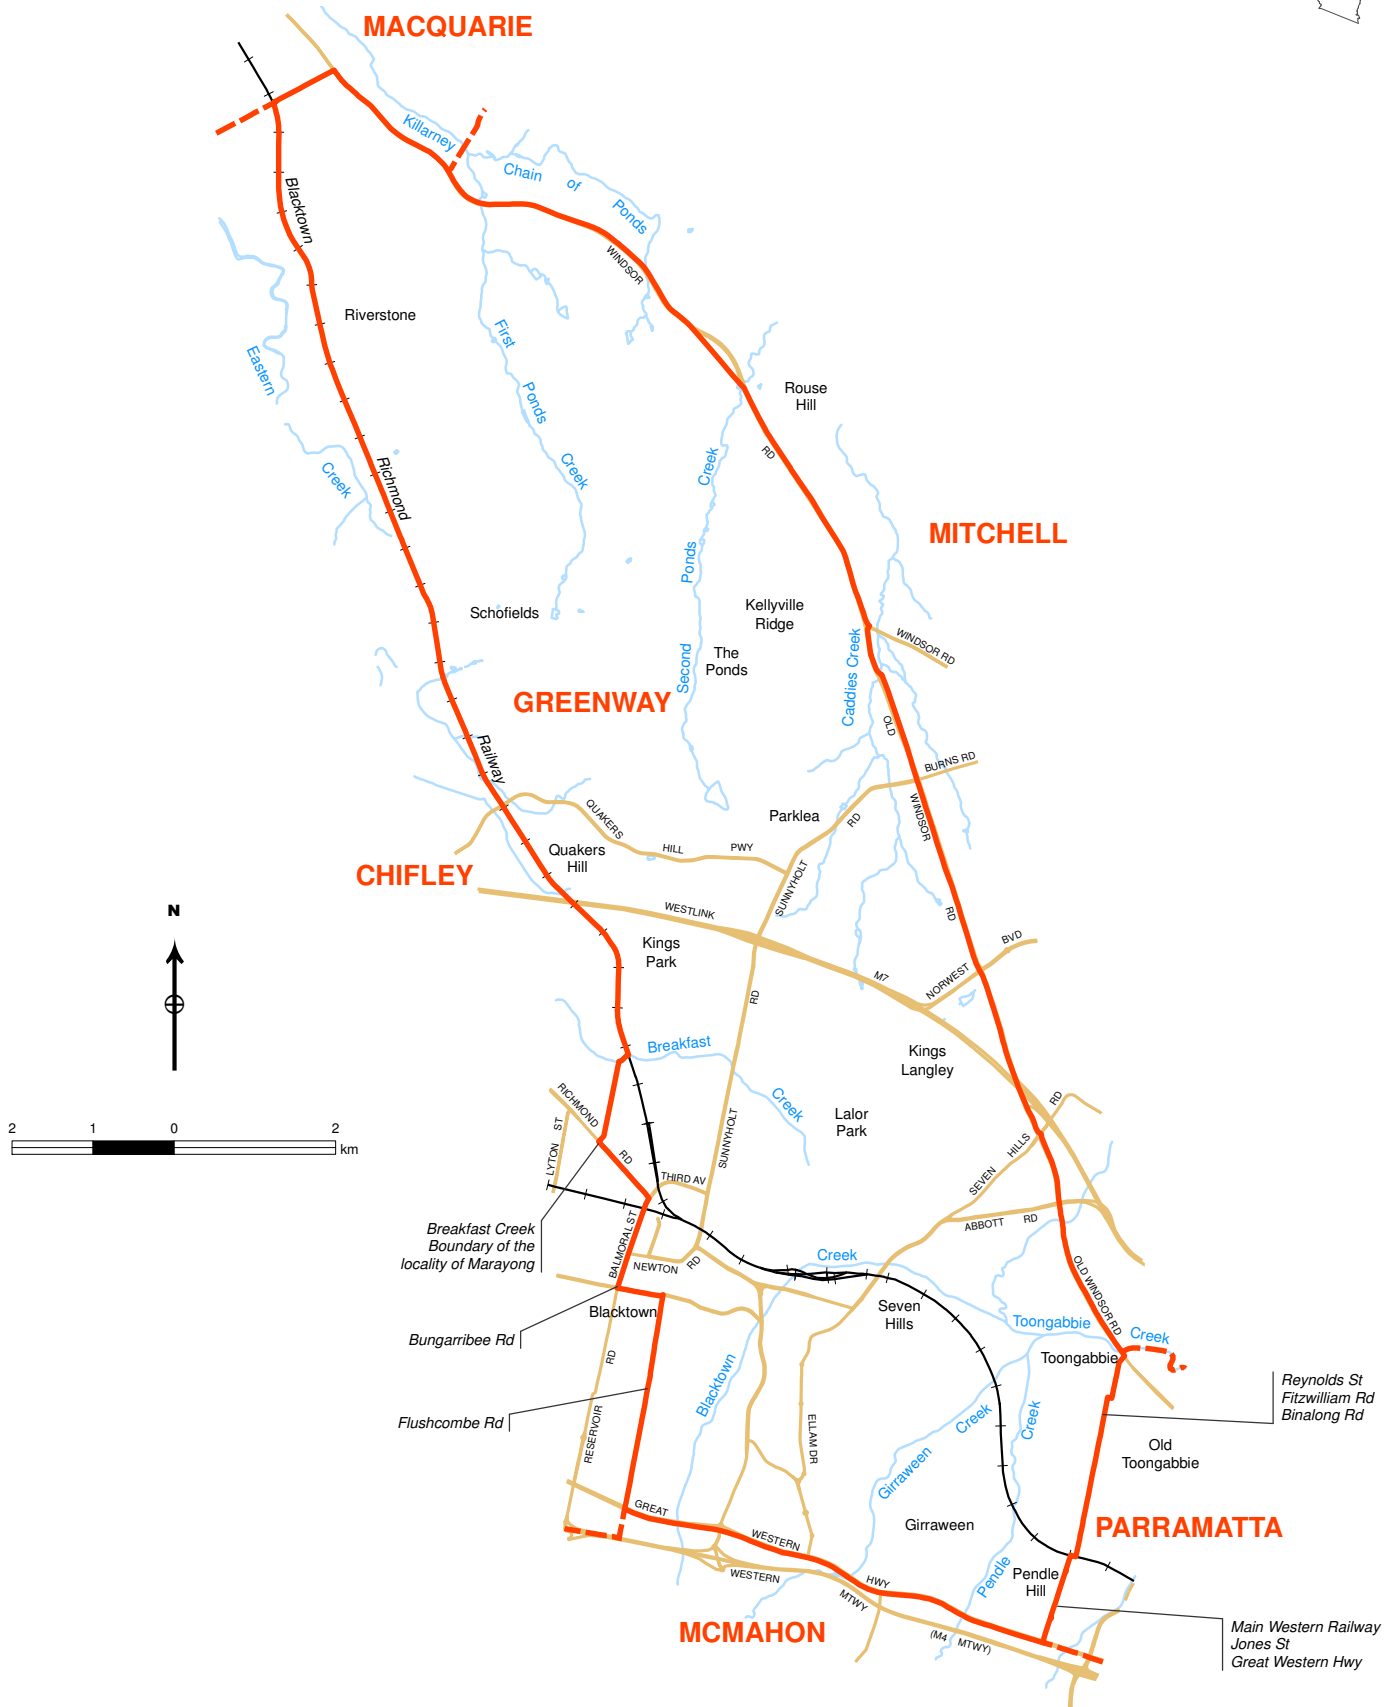 MACQUARIE
Killarney
Chain of
Ponds
Blacktown
WINDSOR
Riverstone
First
Ponds
Creek
Eastern
Creek
Rouse
Hill
RD
Creek
Ponds
Second
Richmond
MITCHELL
Schofields
Kellyville
Ridge
The
Ponds
WINDSOR RD
Caddies Creek
GREENWAY
OLD
Railway
BURNS RD
QUAKERS
HILL
PWY
Parklea
RD
WINDSOR
Quakers
Hill
CHIFLEY
SUNNYHOLT
WESTLINK
RD
N
Kings
Park
BVD
NORWEST
M7
RD
Breakfast
Creek
Kings
Langley
RICHMOND
RD
LYTON ST
SUNNYHOLT
Lalor
Park
RD
HILLS
SEVEN
2 1 0 2
km
THIRD AV
ABBOTT RD
Breakfast Creek
Boundary of the
locality of Marayong
BALMORAL ST
NEWTON RD
Creek
OLD WINDSOR RD
Blacktown
Seven
Hills
Toongabbie
Creek
Bungarribee Rd
Toongabbie
RD
Blacktown
Reynolds St
Fitzwilliam Rd
Binalong Rd
Flushcombe Rd
RESERVOIR
ELLAM DR
Creek
Girraween
Creek
Pendle
Old
Toongabbie
GREAT
WESTERN
HWY
Girraween
PARRAMATTA
WESTERN
MTWY
Pendle
Hill
MCMAHON
(M4 MTWY)
Main Western Railway
Jones St
Great Western Hwy